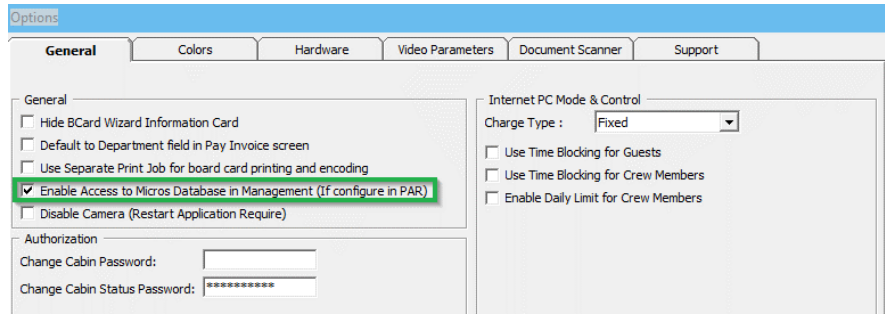 Options
General Colors Hardware Video Parameters Document Scanner Support
General
Hide BCard Wizard Information Card
Default to Department field in Pay Invoice screen
Use Separate Print Job for board card printing and encoding
Enable Access to Micros Database in Management (If configure in PAR)
Disable Camera (Restart Application Require)
Authorization
Change Cabin Password:
Change Cabin Status Password: **********
Internet PC Mode & Control
Charge Type : Fixed
Use Time Blocking for Guests
Use Time Blocking for Crew Members
Enable Daily Limit for Crew Members